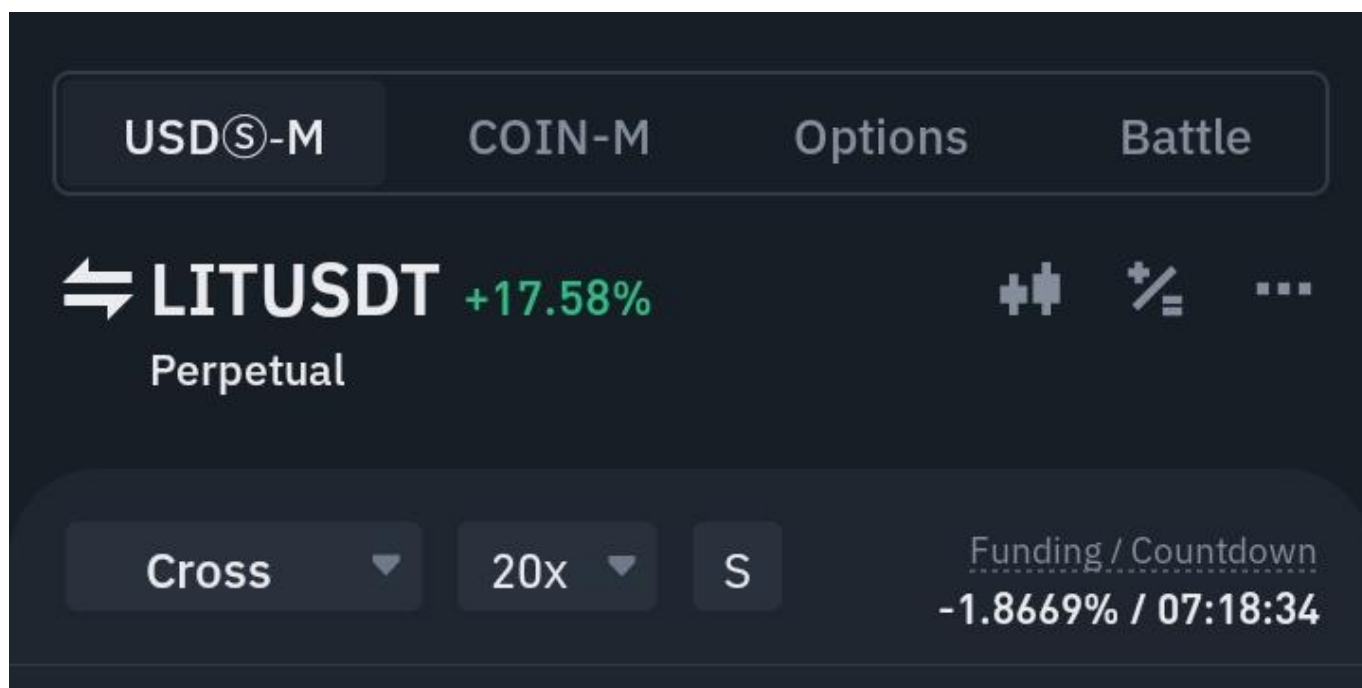 USDⓈ-M COIN-M Options Battle
LITUSDT +17.58%
Perpetual
Cross 20x S
Funding / Countdown
-1.8669% / 07:18:34